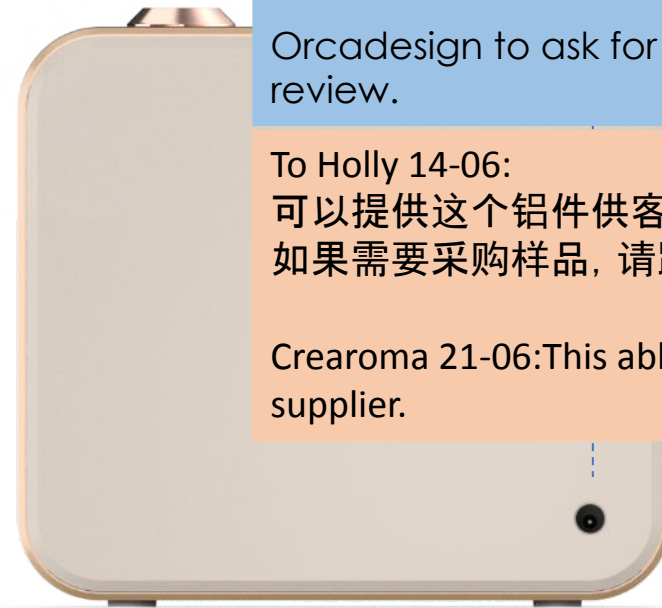 Orcadesign to ask for
review.
To Holly 14-06:
可以提供这个铝件供客
如果需要采购样品, 请
Crearoma 21-06:This abl
supplier.